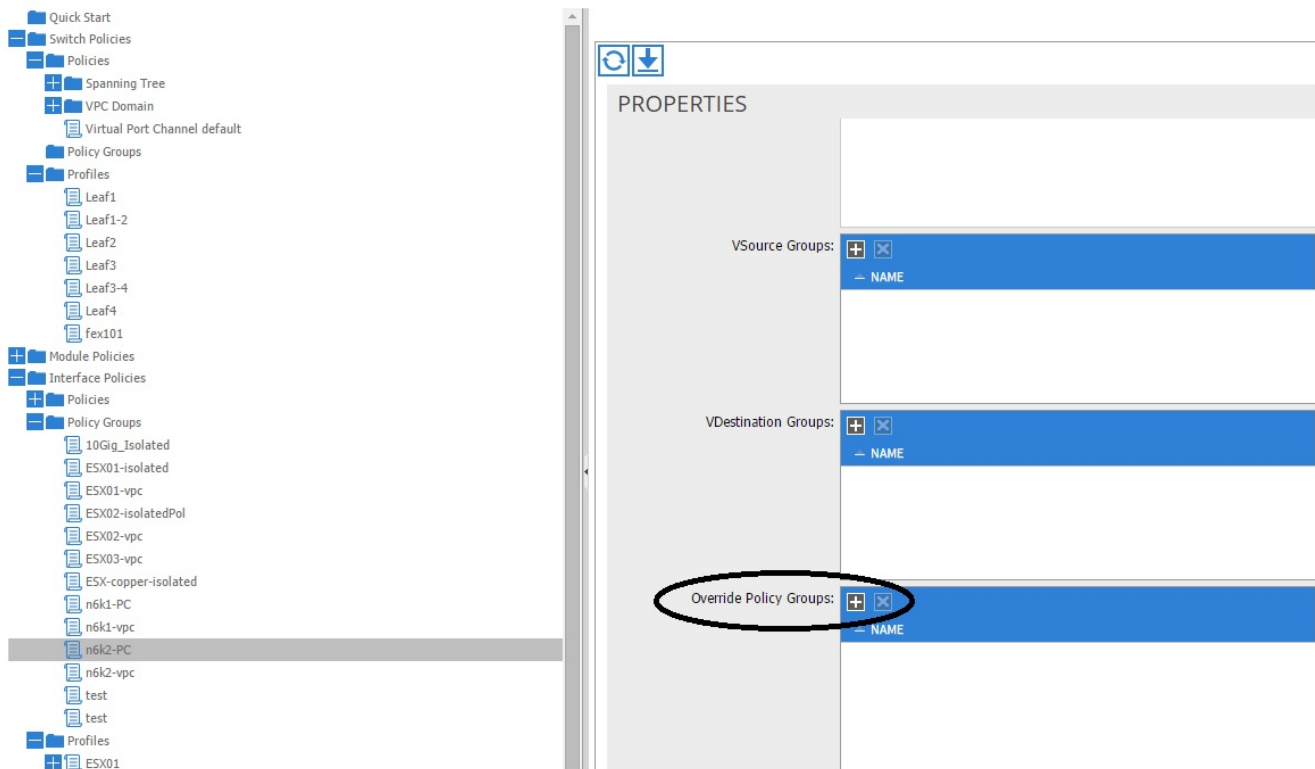 Quick Start
Switch Policies
Policies
Spanning Tree
VPC Domain
Virtual Port Channel default
Policy Groups
Profiles
Leaf1
Leaf1-2
Leaf2
Leaf3
Leaf3-4
Leaf4
fex101
Module Policies
Interface Policies
Policies
Policy Groups
10Gig_Isolated
ESX01-isolated
ESX01-vpc
ESX02-isolatedPol
ESX02-vpc
ESX03-vpc
ESX-copper-isolated
n6k1-PC
n6k1-vpc
n6k2-PC
n6k2-vpc
test
test
Profiles
ESX01
PROPERTIES
VSource Groups:
NAME
VDestination Groups:
NAME
Override Policy Groups:
NAME